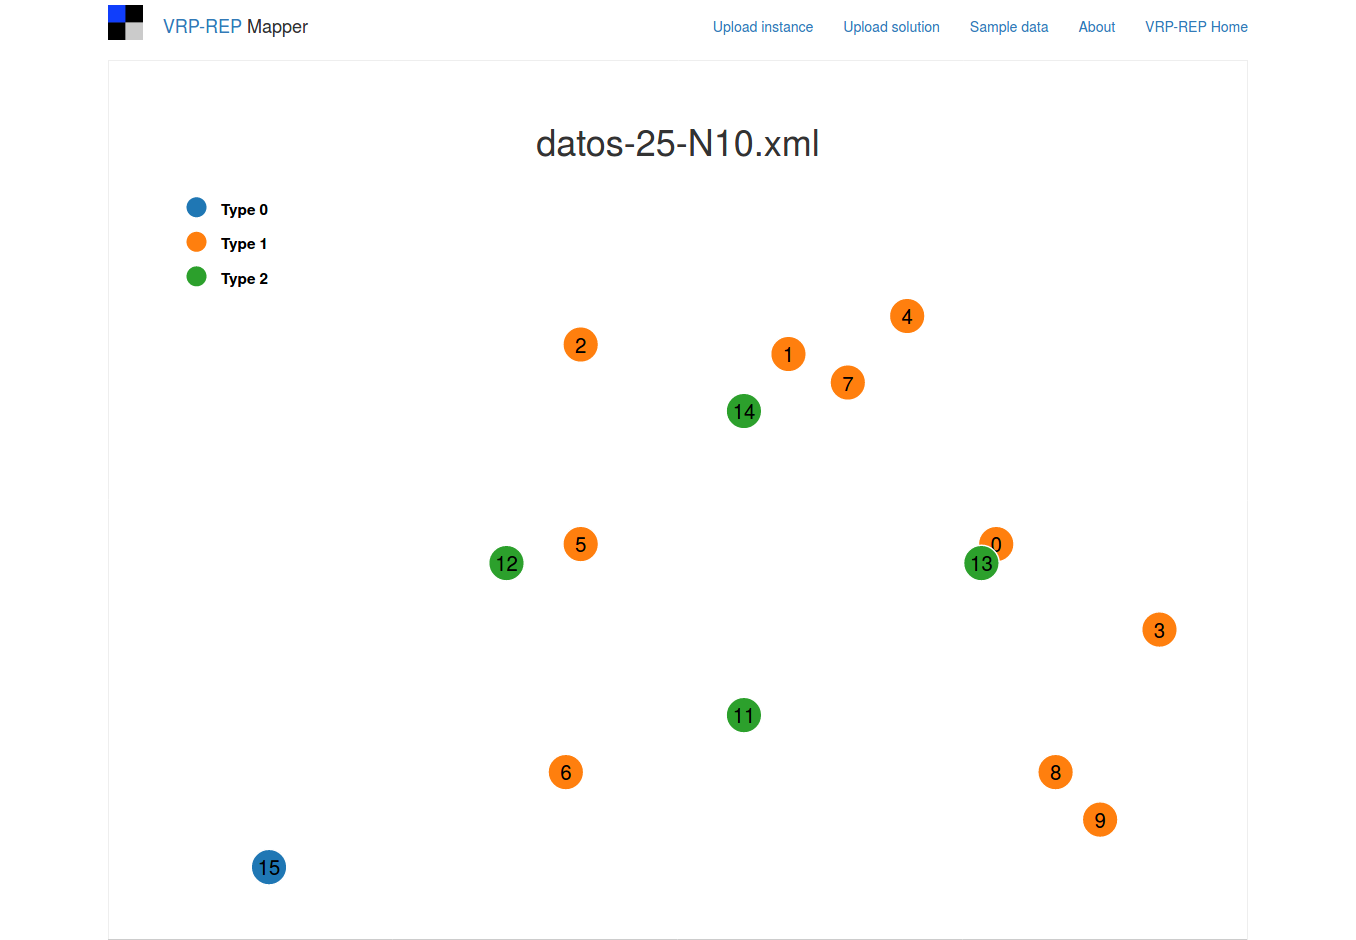 VRP-REP Mapper
Upload instance Upload solution Sample data About VRP-REP Home
datos-25-N10.xml
Type 0
Type 1
Type 2
4
2
1
7
14
5
0
12
13
3
11
6
8
9
15